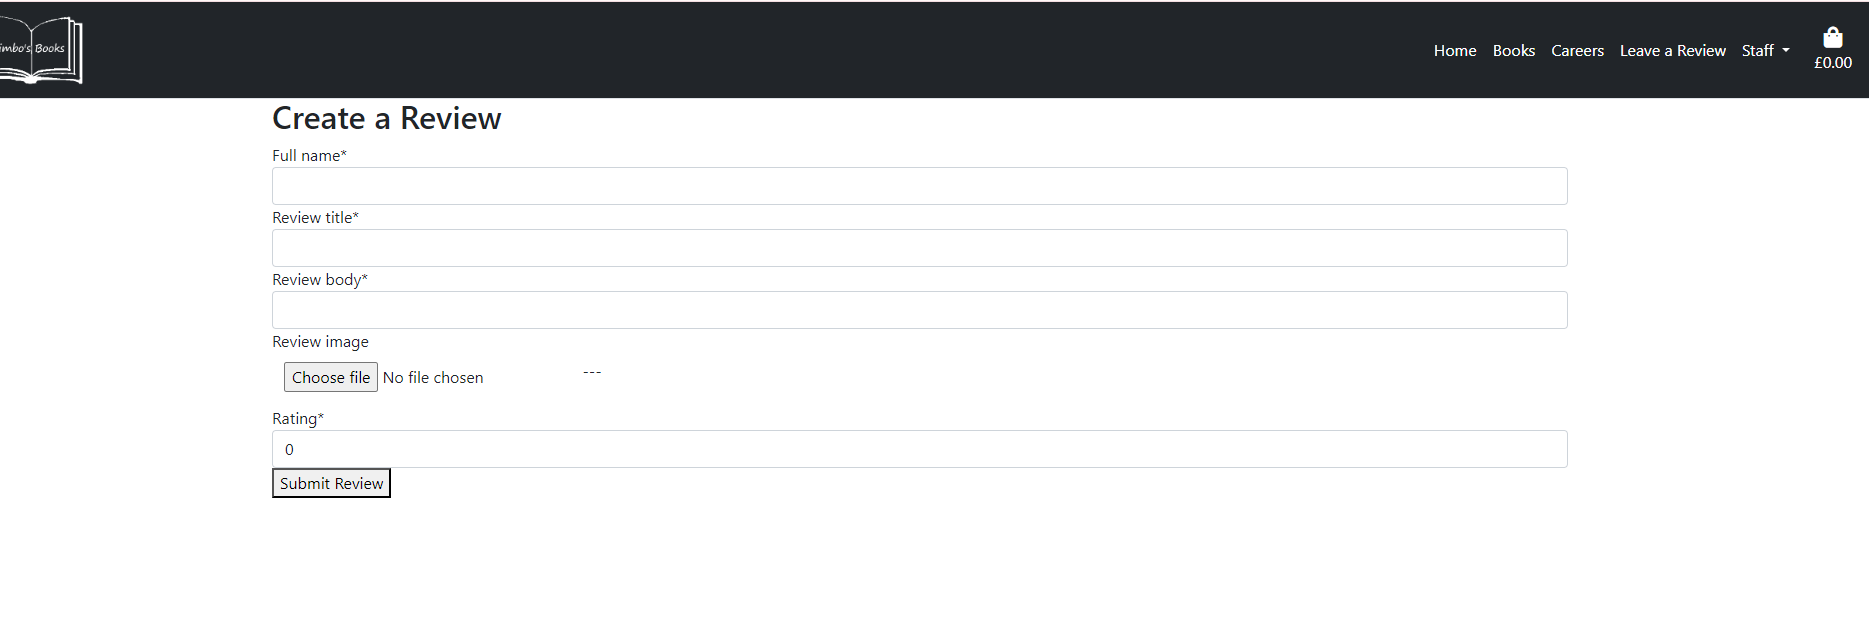 imbo's Books
Home Books Careers Leave a Review Staff
£0.00
Create a Review
Full name*
Review title*
Review body*
Review image
Choose file No file chosen ---
Rating*
0
Submit Review